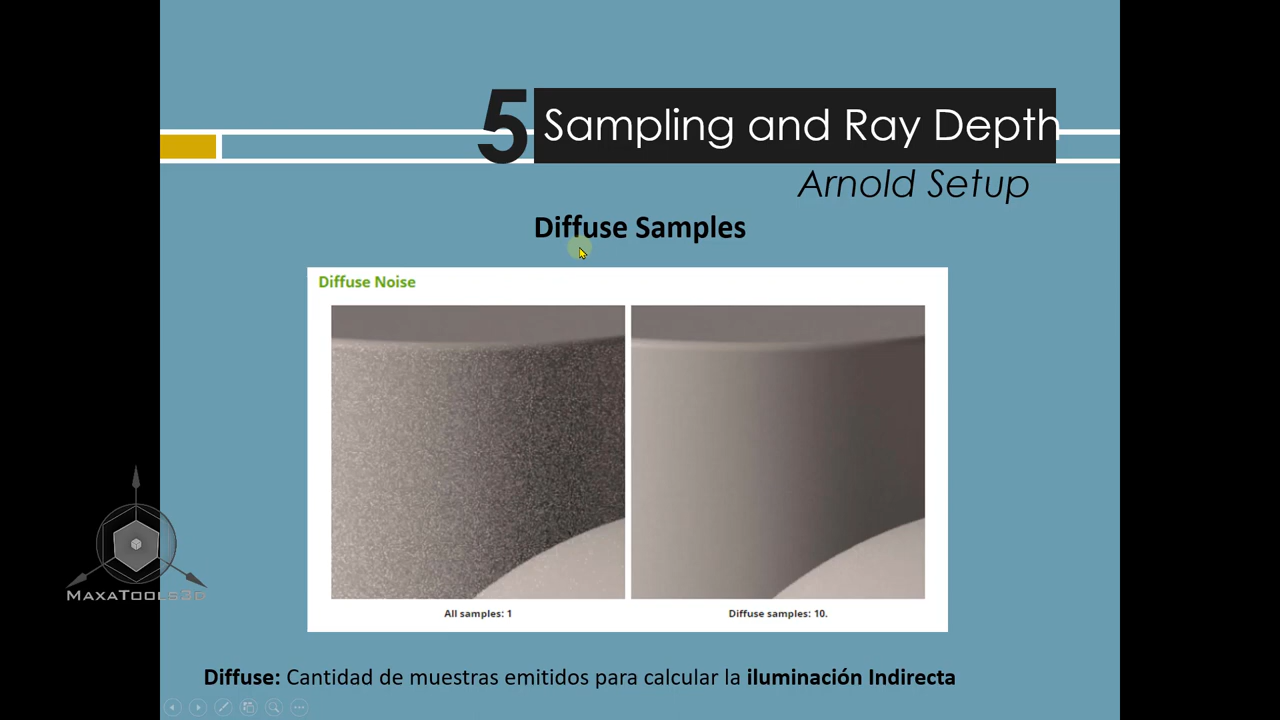 5 Sampling and Ray Depth
Arnold Setup
Diffuse Samples
Diffuse Noise
All samples: 1
Diffuse samples: 10.
MaxaTools3d
Diffuse: Cantidad de muestras emitidos para calcular la iluminación Indirecta